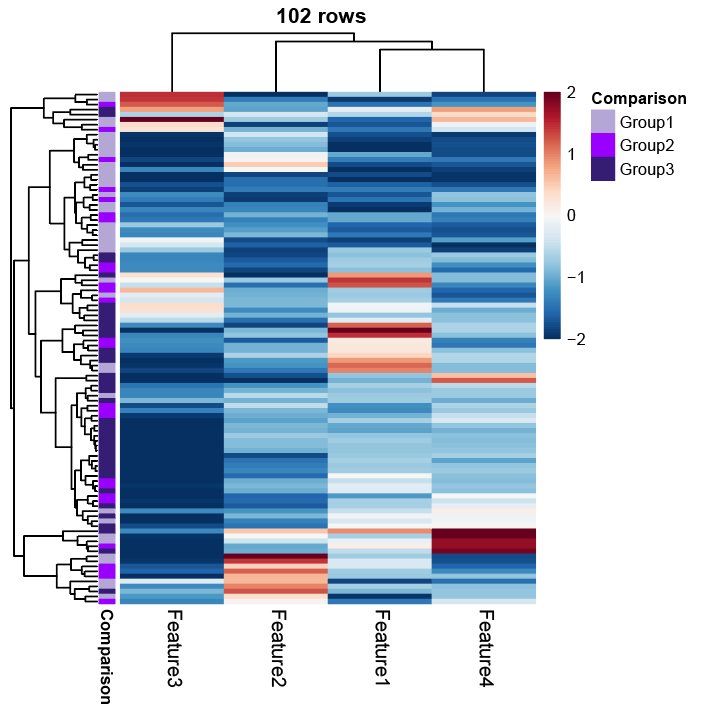 102 rows
2
1
0
−1
−2
Comparison
Group1
Group2
Group3
Comparison
Feature3
Feature2
Feature1
Feature4